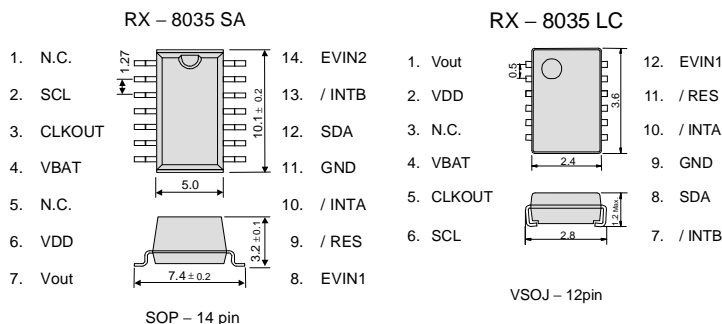 RX – 8035 SA
1. N.C.
2. SCL
3. CLKOUT
4. VBAT
5. N.C.
6. VDD
7. Vout
1.27
10.1 ± 0.2
5.0
3.2 ± 0.1
7.4 ± 0.2
14. EVIN2
13. / INTB
12. SDA
11. GND
10. / INTA
9. / RES
8. EVIN1
SOP – 14 pin
RX – 8035 LC
1. Vout
2. VDD
3. N.C.
4. VBAT
5. CLKOUT
6. SCL
0.5
3.6
2.4
1.2 Max.
2.8
12. EVIN1
11. / RES
10. / INTA
9. GND
8. SDA
7. / INTB
VSOJ – 12pin